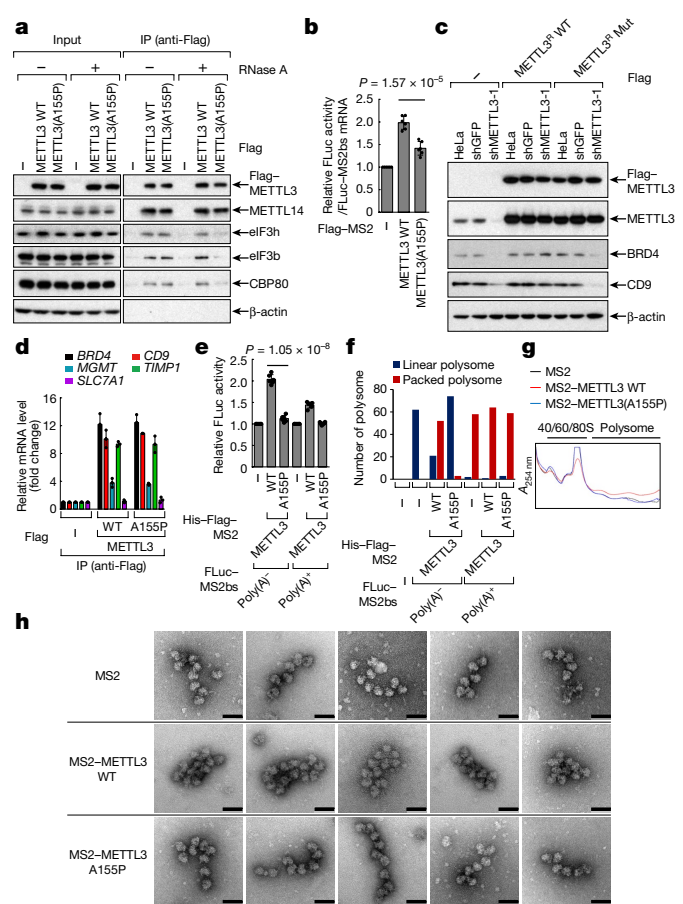 a
Input
IP (anti-Flag)
− + − + RNase A
I METTL3 WT METTL3(A155P) I METTL3 WT METTL3(A155P) I METTL3 WT METTL3(A155P) I METTL3 WT METTL3(A155P) Flag
Flag–
METTL3
METTL14
eIF3h
eIF3b
CBP80
β-actin
b
P = 1.57 × 10⁻⁵
Relative FLuc activity
/FLuc–MS2bs mRNA
2.5
2.0
1.5
1.0
0.5
0
Flag–MS2 I METTL3 WT METTL3(A155P)
c
− METTL3ᴿ WT METTL3ᴿ Mut Flag
HeLa shGFP shMETTL3-1 HeLa shGFP shMETTL3-1 HeLa shGFP shMETTL3-1
Flag–
METTL3
METTL3
BRD4
CD9
β-actin
d
BRD4 CD9
MGMT TIMP1
SLC7A1
Relative mRNA level
(fold change)
16
12
8
4
0
Flag I WT A155P
METTL3
IP (anti-Flag)
e
P = 1.05 × 10⁻⁸
Relative FLuc activity
2.5
2.0
1.5
1.0
0.5
0
I WT A155P I WT A155P
His–Flag–
MS2
METTL3 METTL3
FLuc–
MS2bs
Poly(A)⁻ Poly(A)⁺
f
Linear polysome
Packed polysome
Number of polysome
80
60
40
20
0
I I WT A155P I WT A155P
His–Flag–
MS2
METTL3 METTL3
FLuc–
MS2bs
I Poly(A)⁻ Poly(A)⁺
g
MS2
MS2–METTL3 WT
MS2–METTL3(A155P)
40/60/80S Polysome
A254 nm
h
MS2
MS2–METTL3
WT
MS2–METTL3
A155P